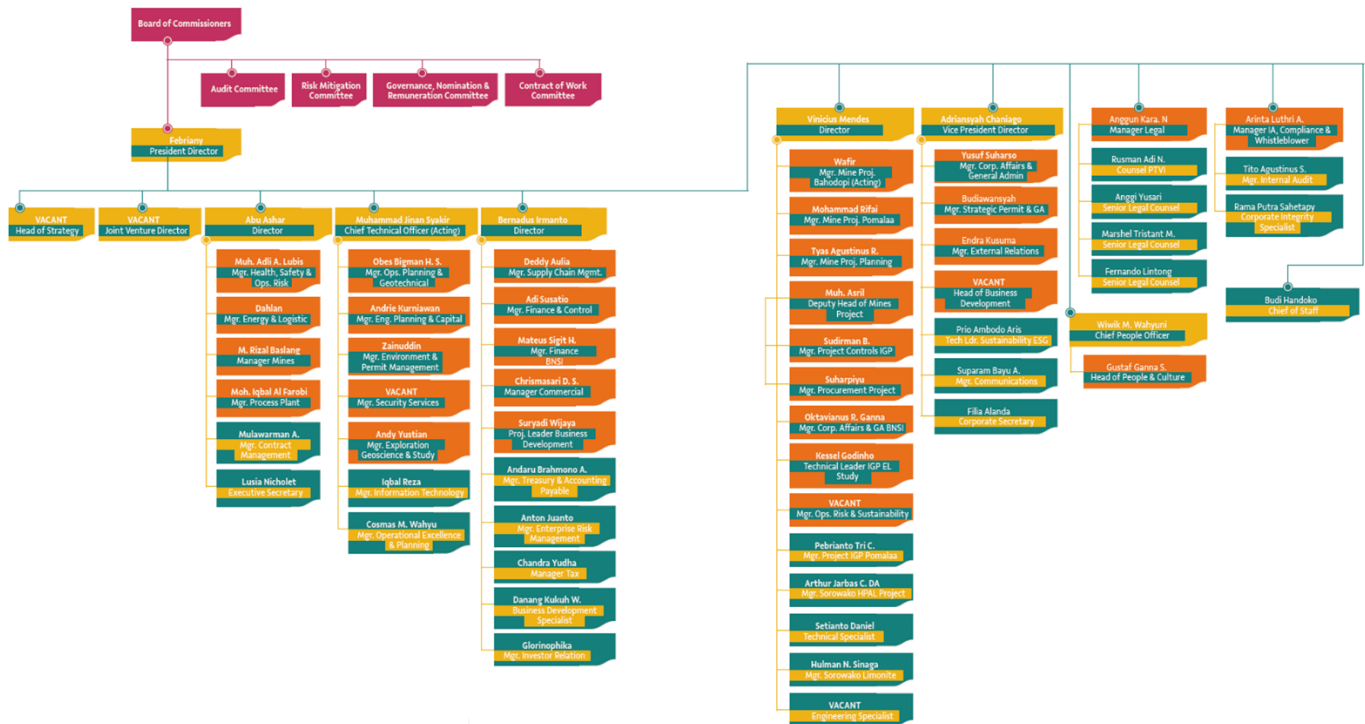 Board of Commissioners
Audit Committee
Risk Mitigation
Committee
Governance, Nomination &
Remuneration Committee
Contract of Work
Committee
Febriany
President Director
VACANT
Head of Strategy
VACANT
Joint Venture Director
Abu Ashar
Director
Muh. Adli A. Lubis
Mgr. Health, Safety &
Ops. Risk
Dahlan
Mgr. Energy & Logistic
M. Rizal Baslang
Manager Mines
Moh. Iqbal Al Farobi
Mgr. Process Plant
Mulawarman A.
Mgr. Contract
Management
Lusia Nicholet
Executive Secretary
Muhammad Jinan Syakir
Chief Technical Officer (Acting)
Obes Bigman H. S.
Mgr. Ops. Planning &
Geotechnical
Andrie Kurniawan
Mgr. Eng. Planning & Capital
Zainuddin
Mgr. Environment &
Permit Management
VACANT
Mgr. Security Services
Andy Yustian
Mgr. Exploration
Geoscience & Study
Iqbal Reza
Mgr. Information Technology
Cosmas M. Wahyu
Mgr. Operational Excellence
& Planning
Bernadus Irmanto
Director
Deddy Aulia
Mgr. Supply Chain Mgmt.
Adi Susatio
Mgr. Finance & Control
Mateus Sigit H.
Mgr. Finance
BNSI
Chrismasari D. S.
Manager Commercial
Suryadi Wijaya
Proj. Leader Business
Development
Andaru Brahmono A.
Mgr. Treasury & Accounting
Payable
Anton Juanto
Mgr. Enterprise Risk
Management
Chandra Yudha
Manager Tax
Danang Kukuh W.
Business Development
Specialist
Glorinophika
Mgr. Investor Relation
Vinicius Mendes
Director
Wafir
Mgr. Mine Proj.
Bahodopi (Acting)
Mohammad Rifai
Mgr. Mine Proj. Pomalaa
Tyas Agustinus R.
Mgr. Mine Proj. Planning
Muh. Asril
Deputy Head of Mines
Project
Sudirman B.
Mgr. Project Controls IGP
Suharpiyu
Mgr. Procurement Project
Oktavianus R. Ganna
Mgr. Corp. Affairs & GA BNSI
Kessel Godinho
Technical Leader IGP EL
Study
VACANT
Mgr. Ops. Risk & Sustainability
Pebrianto Tri C.
Mgr. Project IGP Pomalaa
Arthur Jarbas C. DA
Mgr. Sorowako HPAL Project
Setianto Daniel
Technical Specialist
Hulman N. Sinaga
Mgr. Sorowako Limonite
VACANT
Engineering Specialist
Adriansyah Chaniago
Vice President Director
Yusuf Suharso
Mgr. Corp. Affairs &
General Admin
Budiawansyah
Mgr. Strategic Permit & GA
Endra Kusuma
Mgr. External Relations
VACANT
Head of Business
Development
Prio Ambodo Aris
Tech Ldr. Sustainability ESG
Suparam Bayu A.
Mgr. Communications
Filia Alanda
Corporate Secretary
Anggun Kara. N
Manager Legal
Rusman Adi N.
Counsel PTVI
Anggi Yusari
Senior Legal Counsel
Marshel Tristant M.
Senior Legal Counsel
Fernando Lintong
Senior Legal Counsel
Wiwik M. Wahyuni
Chief People Officer
Gustaf Ganna S.
Head of People & Culture
Arinta Luthri A.
Manager IA, Compliance &
Whistleblower
Tito Agustinus S.
Mgr. Internal Audit
Rama Putra Sahetapy
Corporate Integrity
Specialist
Budi Handoko
Chief of Staff